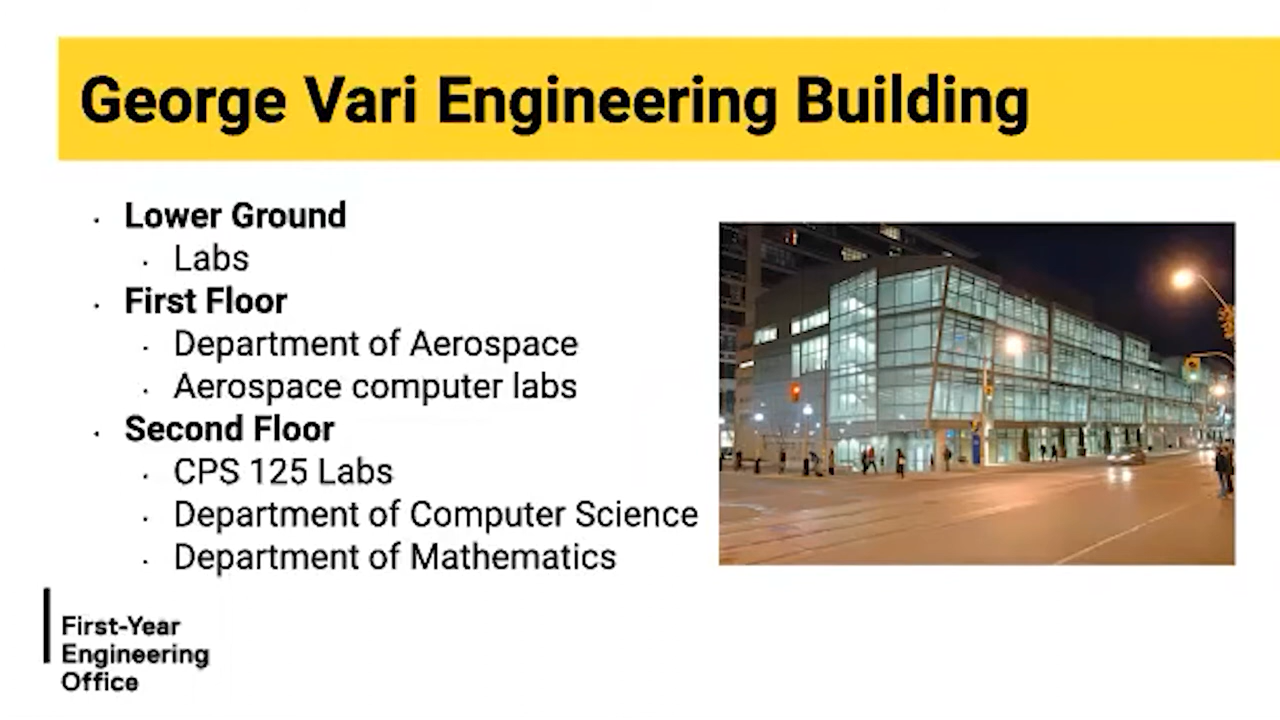 George Vari Engineering Building
· Lower Ground
· Labs
· First Floor
· Department of Aerospace
· Aerospace computer labs
· Second Floor
· CPS 125 Labs
· Department of Computer Science
· Department of Mathematics
First-Year
Engineering
Office